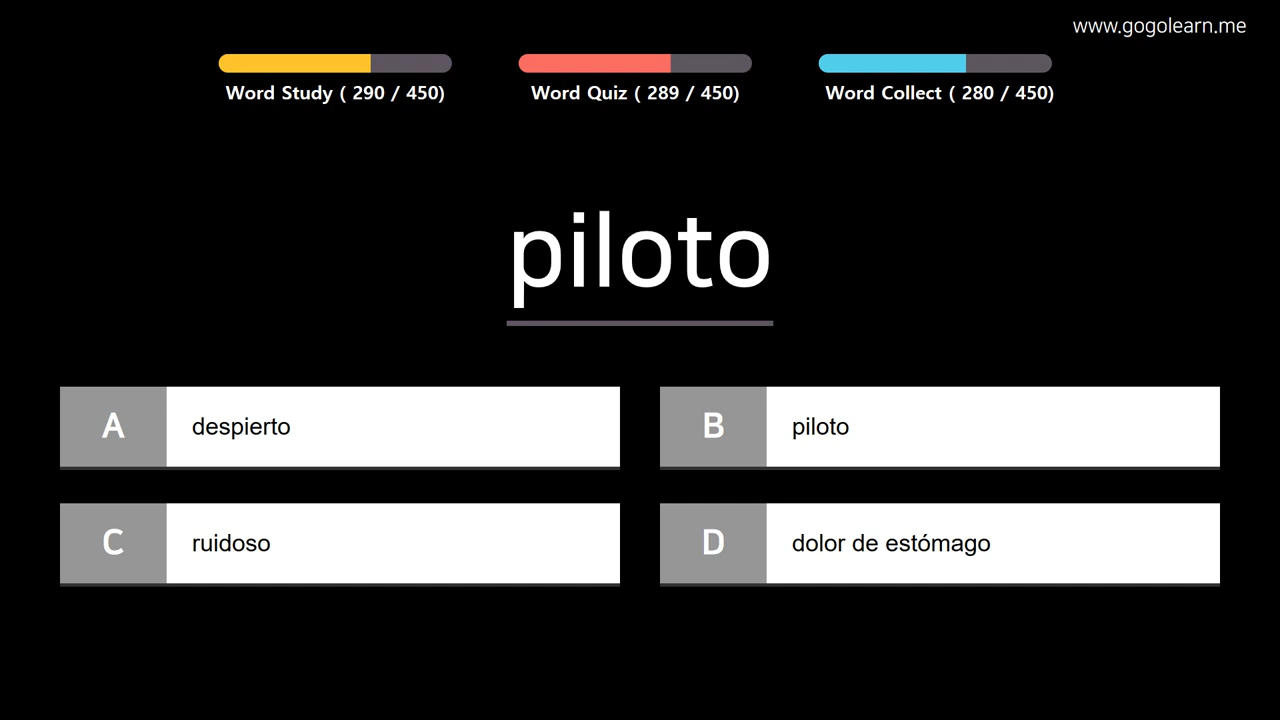 www.gogolearn.me
Word Study ( 290 / 450)
Word Quiz ( 289 / 450)
Word Collect ( 280 / 450)
piloto
A despierto
B piloto
C ruidoso
D dolor de estómago